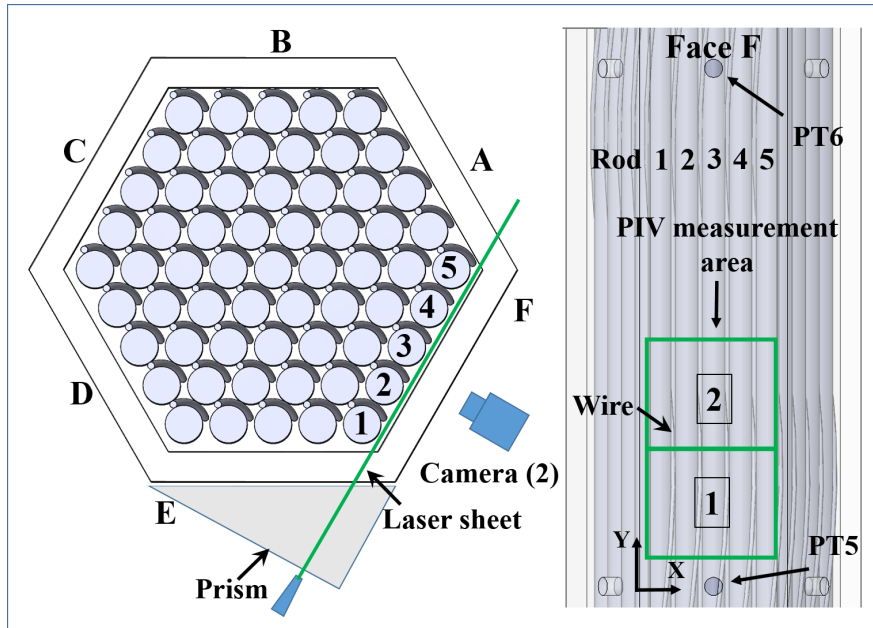 B
C
A
5
4
F
3
D
2
1
Camera (2)
E
Laser sheet
Prism
Face F
PT6
Rod 1 2 3 4 5
PIV measurement
area
2
Wire
1
Y
PT5
X